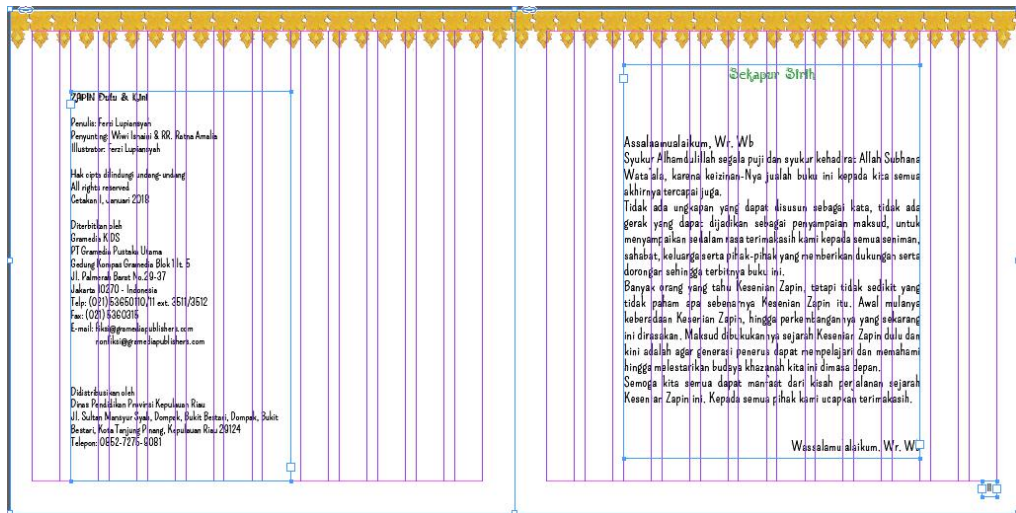 ZAPIN Dulu & Kini
Penulis: Ferzi Lupiansyah
Penyunting: Wiwi Isnaini & RR. Ratna Amalia
Illustrator: Ferzi Lupiansyah
Hak cipta dilindungi undang-undang
All rights reserved
Cetakan I, Januari 2018
Diterbitkan oleh
Gramedia KIDS
PT Gramedia Pustaka Utama
Gedung Kompas Gramedia Blok I lt. 5
Jl. Palmerah Barat No.29-37
Jakarta 10270 - Indonesia
Telp: (021) 53650110/11 ext. 3511/3512
Fax: (021) 5360315
E-mail: fiksi@gramediapublishers.com
nonfiksi@gramediapublishers.com
Didistribusikan oleh
Dinas Pendidikan Provinsi Kepulauan Riau
Jl. Sultan Mansyur Syah, Dompak, Bukit Bestari, Dompak, Bukit
Bestari, Kota Tanjung Pinang, Kepulauan Riau 29124
Telepon: 0852-7275-9081
Sekapur Sirih
Assalaamualaikum, Wr. Wb
Syukur Alhamdulillah segala puji dan syukur kehadirat Allah Subhana
Wata'ala, karena keizinan-Nya jualah buku ini kepada kita semua
akhirnya tercapai juga.
Tidak ada ungkapan yang dapat disusun sebagai kata, tidak ada
gerak yang dapat dijadikan sebagai penyampaian maksud, untuk
menyampaikan sedalam rasa terimakasih kami kepada semua seniman,
sahabat, keluarga serta pihak-pihak yang memberikan dukungan serta
dorongan sehingga terbitnya buku ini.
Banyak orang yang tahu Kesenian Zapin, tetapi tidak sedikit yang
tidak paham apa sebenarnya Kesenian Zapin itu. Awal mulanya
keberadaan Kesenian Zapin, hingga perkembangannya yang sekarang
ini dirasakan. Maksud dibukukannya sejarah Kesenian Zapin dulu dan
kini adalah agar generasi penerus dapat mempelajari dan memahami
hingga melestarikan budaya khazanah kita ini dimasa depan.
Semoga kita semua dapat manfaat dari kisah perjalanan sejarah
Kesenian Zapin ini. Kepada semua pihak kami ucapkan terimakasih.
Wassalamu'alaikum, Wr. Wb